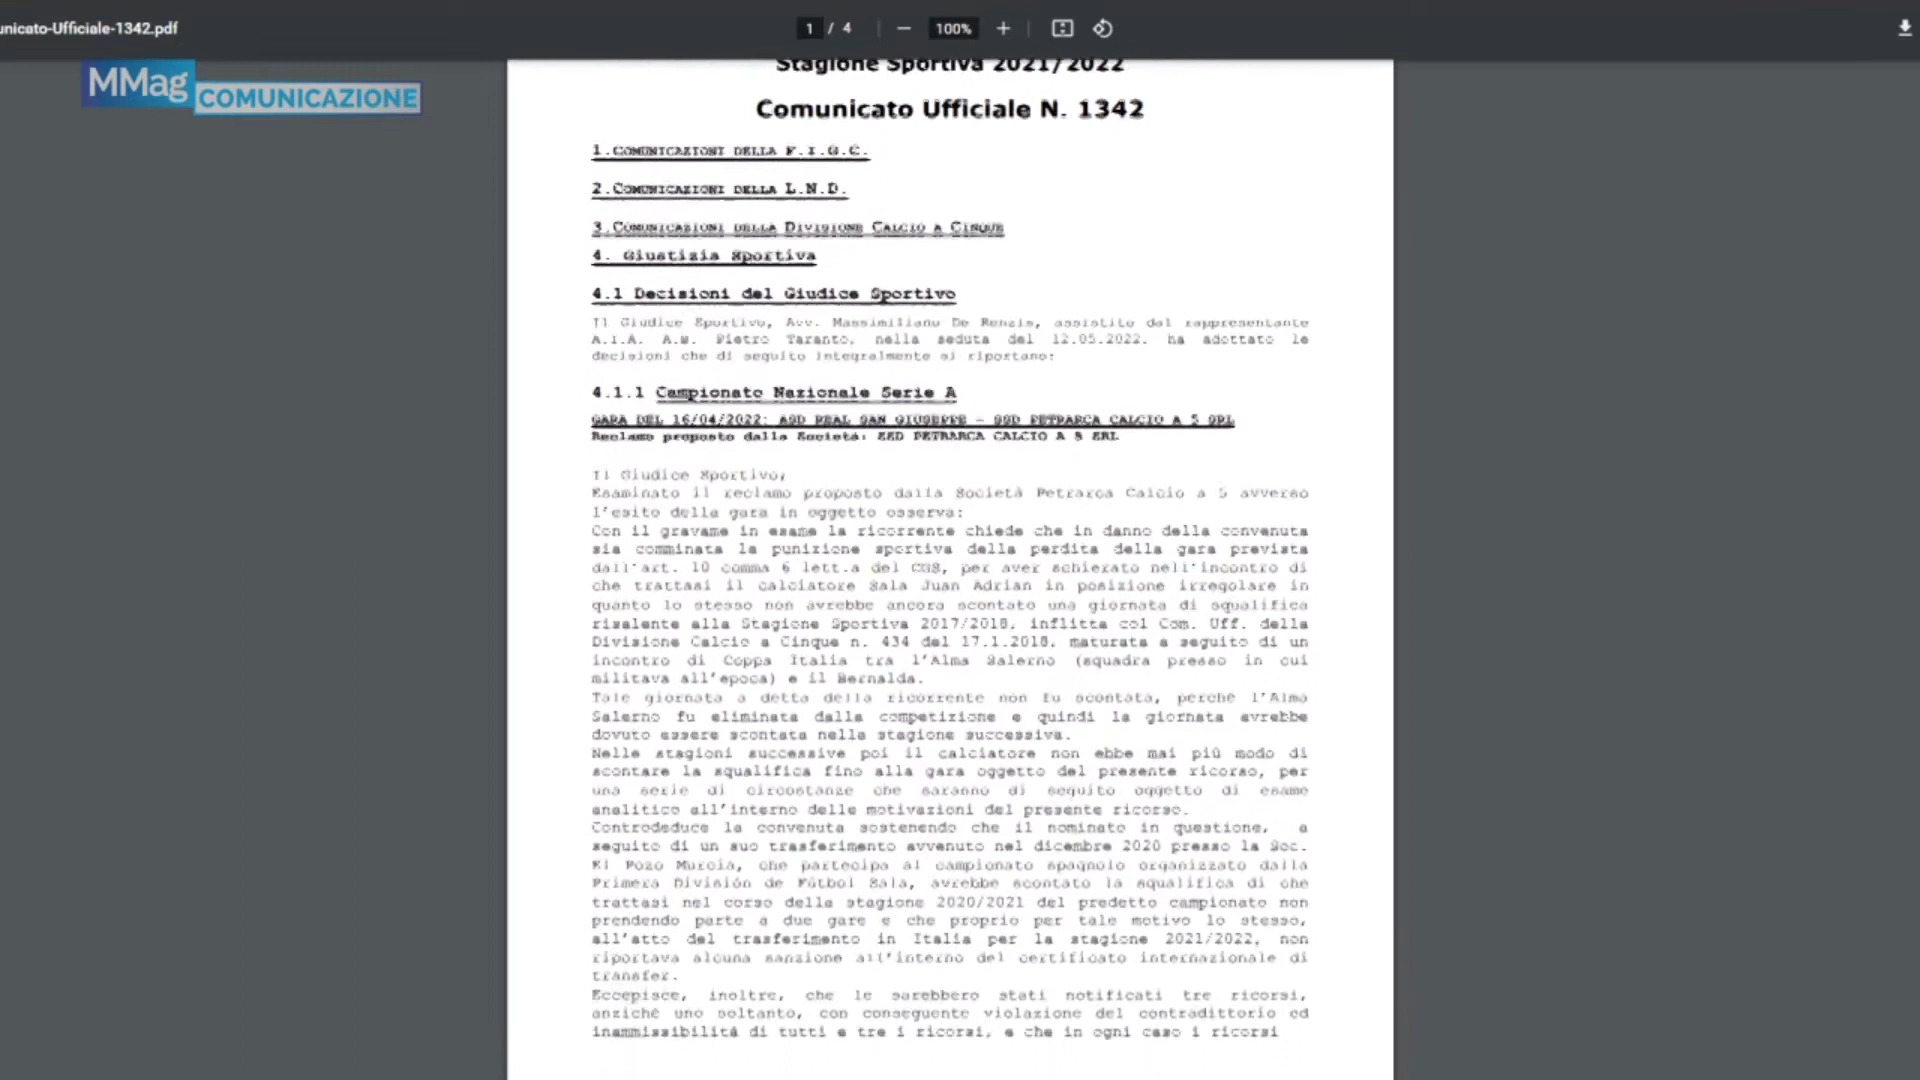 unicato-Ufficiale-1342.pdf
1 / 4
100%
MMag
COMUNICAZIONE
Stagione Sportiva 2021/2022
Comunicato Ufficiale N. 1342
1.COMUNICAZIONI DELLA F.I.G.C.
2.COMUNICAZIONI DELLA L.N.D.
3.COMUNICAZIONI DELLA DIVISIONE CALCIO A CINQUE
4. Giustizia Sportiva
4.1 Decisioni del Giudice Sportivo
Il Giudice Sportivo, Avv. Massimiliano De Renzis, assistito dal rappresentante
A.I.A. A.B. Pietro Taranto, nella seduta del 12.05.2022. ha adottato le
decisioni che di seguito integralmente si riportano:
4.1.1 Campionato Nazionale Serie A
GARA DEL 16/04/2022: ASD REAL SAN GIUSEPPE – SSD PETRARCA CALCIO A 5 SRL
Reclamo proposto dalla Società: SSD PETRARCA CALCIO A 5 SRL
Il Giudice Sportivo,
Esaminato il reclamo proposto dalla Società Petrarca Calcio a 5 avverso
l'esito della gara in oggetto osserva:
Con il gravame in esame la ricorrente chiede che in danno della convenuta
sia comminata la punizione sportiva della perdita della gara prevista
dall'art. 10 comma 6 lett.a del CGS, per aver schierato nell'incontro di
che trattasi il calciatore Sala Juan Adrian in posizione irregolare in
quanto lo stesso non avrebbe ancora scontato una giornata di squalifica
risalente alla Stagione Sportiva 2017/2018, inflitta col Com. Uff. della
Divisione Calcio a Cinque n. 434 del 17.1.2018, maturata a seguito di un
incontro di Coppa Italia tra l'Alma Salerno (squadra presso in cui
militava all'epoca) e il Bernalda.
Tale giornata a detta della ricorrente non fu scontata, perché l'Alma
Salerno fu eliminata dalla competizione e quindi la giornata avrebbe
dovuto essere scontata nella stagione successiva.
Nelle stagioni successive poi il calciatore non ebbe mai più modo di
scontare la squalifica fino alla gara oggetto del presente ricorso, per
una serie di circostanze che saranno di seguito oggetto di esame
analitico all'interno delle motivazioni del presente ricorso.
Controdeduce la convenuta sostenendo che il nominato in questione, a
seguito di un suo trasferimento avvenuto nel dicembre 2020 presso la Soc.
El Pozo Murcia, che partecipa al campionato spagnolo organizzato dalla
Primera División de Fútbol Sala, avrebbe scontato la squalifica di che
trattasi nel corso della stagione 2020/2021 del predetto campionato non
prendendo parte a due gare e che proprio per tale motivo lo stesso,
all'atto del trasferimento in Italia per la stagione 2021/2022, non
riportava alcuna sanzione all'interno del certificato internazionale di
transfer.
Eccepisce, inoltre, che le sarebbero stati notificati tre ricorsi,
anziché uno soltanto, con conseguente violazione del contraddittorio ed
inammissibilità di tutti e tre i ricorsi, e che in ogni caso i ricorsi